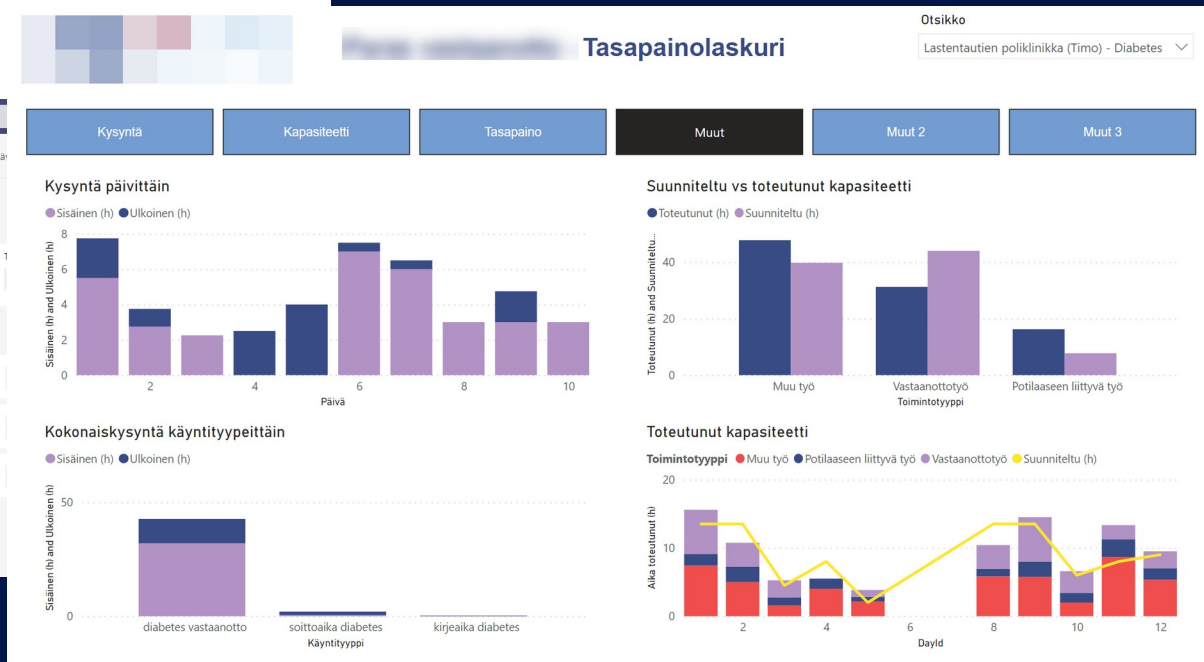 Otsikko
Tasapainolaskuri
Lastentautien poliklinikka (Timo) - Diabetes
Kysyntä
Kapasiteetti
Tasapaino
Muut
Muut 2
Muut 3
Kysyntä päivittäin
Sisäinen (h) Ulkoinen (h)
Sisäinen (h) and Ulkoinen (h)
8
6
4
2
0
2 4 6 8 10
Päivä
Suunniteltu vs toteutunut kapasiteetti
Toteutunut (h) Suunniteltu (h)
Toteutunut (h) and Suunniteltu...
40
20
0
Muu työ Vastaanottotyö Potilaaseen liittyvä työ
Toimintotyyppi
Kokonaiskysyntä käyntityypeittäin
Sisäinen (h) Ulkoinen (h)
Sisäinen (h) and Ulkoinen (h)
50
0
diabetes vastaanotto soittoaika diabetes kirjeaika diabetes
Käyntityyppi
Toteutunut kapasiteetti
Toimintotyyppi Muu työ Potilaaseen liittyvä työ Vastaanottotyö Suunniteltu (h)
Aika toteutunut (h)
20
10
0
2 4 6 8 10 12
DayId